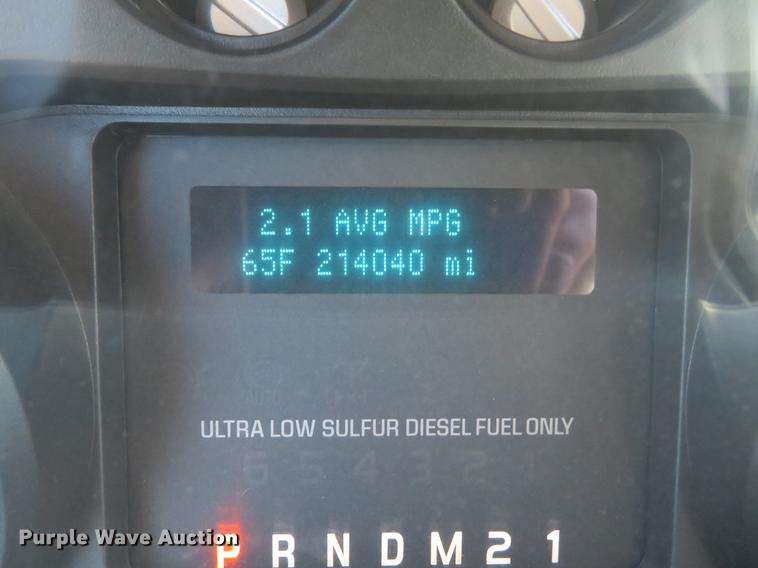 2.1 AVG MPG
65F 214040 mi
ULTRA LOW SULFUR DIESEL FUEL ONLY
6 5 4 3 2 1
P R N D M 2 1
Purple Wave Auction